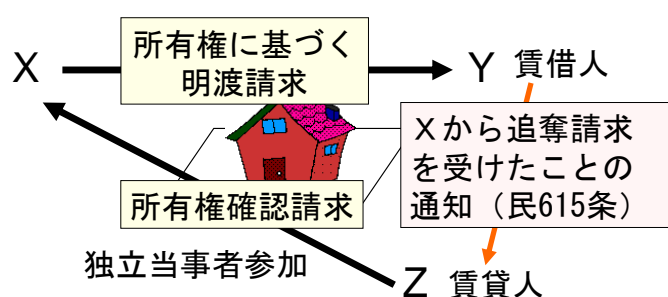 所有権に基づく
明渡請求
X
Y 賃借人
Xから追奪請求
を受けたことの
通知（民615条）
所有権確認請求
独立当事者参加
Z 賃貸人